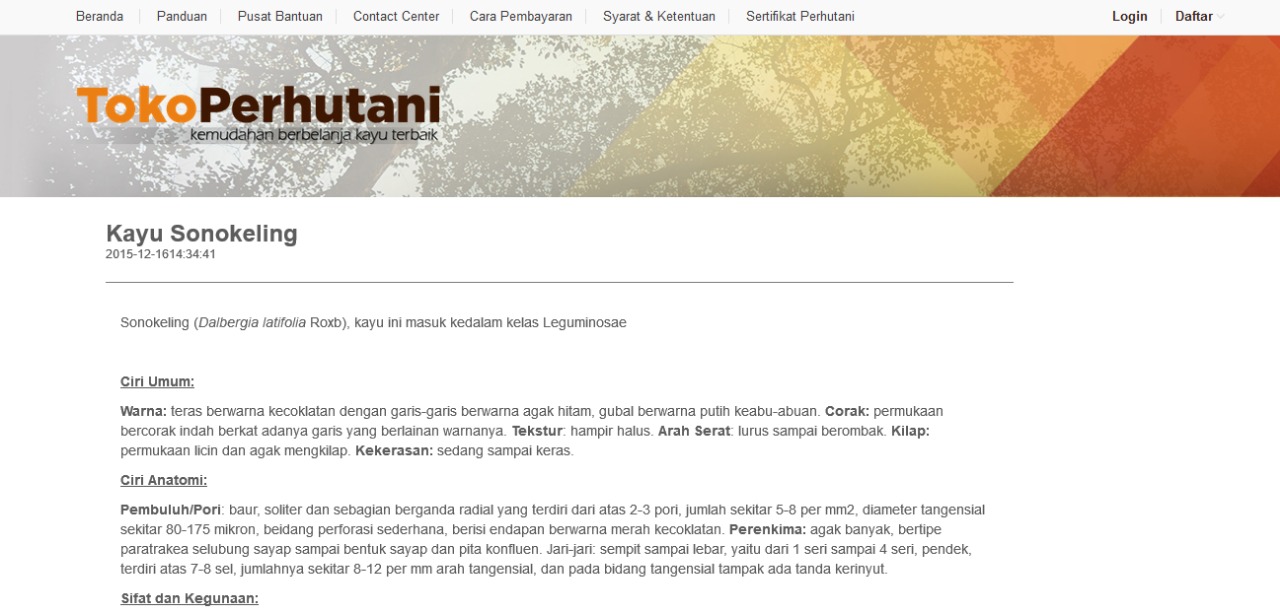 Beranda Panduan Pusat Bantuan Contact Center Cara Pembayaran Syarat & Ketentuan Sertifikat Perhutani Login Daftar
TokoPerhutani
kemudahan berbelanja kayu terbaik
Kayu Sonokeling
2015-12-1614:34:41
Sonokeling (Dalbergia latifolia Roxb), kayu ini masuk kedalam kelas Leguminosae
Ciri Umum:
Warna: teras berwarna kecoklatan dengan garis-garis berwarna agak hitam, gubal berwarna putih keabu-abuan. Corak: permukaan
bercorak indah berkat adanya garis yang berlainan warnanya. Tekstur: hampir halus. Arah Serat: lurus sampai berombak. Kilap:
permukaan licin dan agak mengkilap. Kekerasan: sedang sampai keras.
Ciri Anatomi:
Pembuluh/Pori: baur, soliter dan sebagian berganda radial yang terdiri dari atas 2-3 pori, jumlah sekitar 5-8 per mm2, diameter tangensial
sekitar 80-175 mikron, beidang perforasi sederhana, berisi endapan berwarna merah kecoklatan. Perenkima: agak banyak, bertipe
paratrakea selubung sayap sampai bentuk sayap dan pita konfluen. Jari-jari: sempit sampai lebar, yaitu dari 1 seri sampai 4 seri, pendek,
terdiri atas 7-8 sel, jumlahnya sekitar 8-12 per mm arah tangensial, dan pada bidang tangensial tampak ada tanda kerinyut.
Sifat dan Kegunaan: